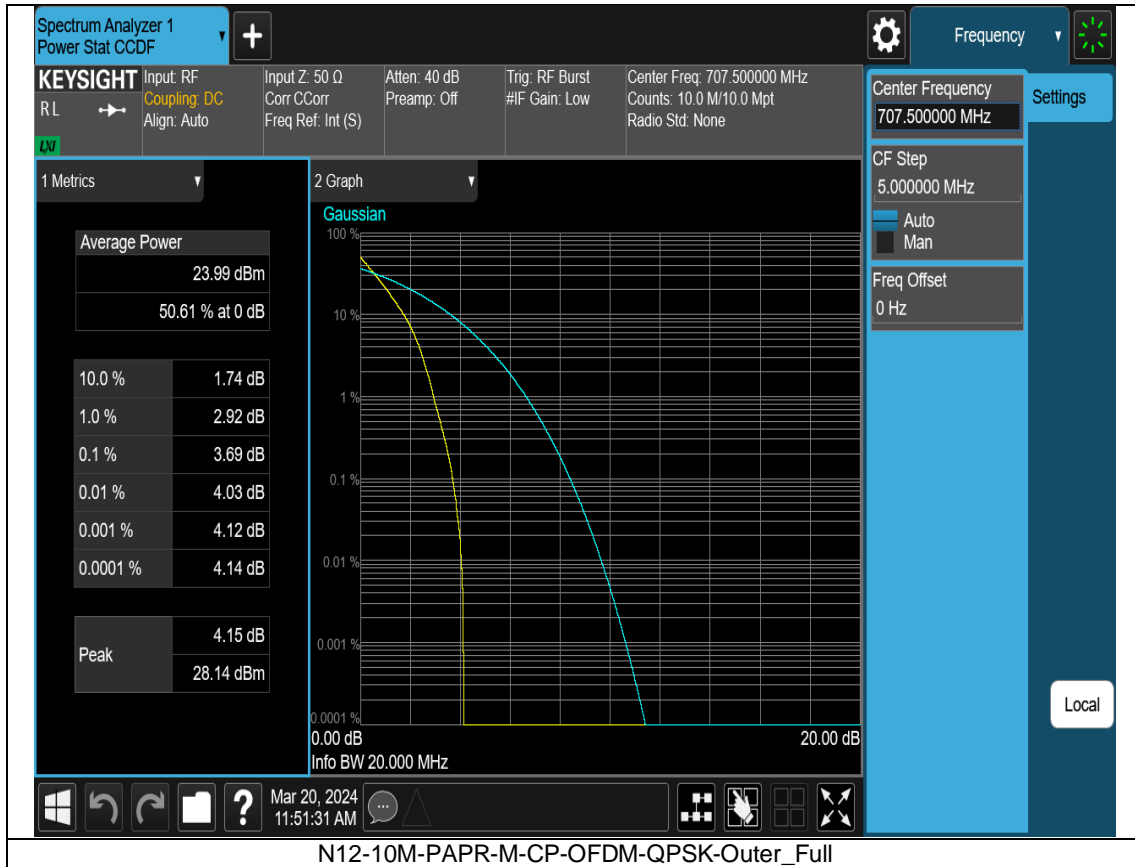 Spectrum Analyzer 1
Power Stat CCDF
Frequency
KEYSIGHT
R L
LXI
Input: RF
Coupling: DC
Align: Auto
Input Z: 50 Ω
Corr CCorr
Freq Ref: Int (S)
Atten: 40 dB
Preamp: Off
Trig: RF Burst
#IF Gain: Low
Center Freq: 707.500000 MHz
Counts: 10.0 M/10.0 Mpt
Radio Std: None
Center Frequency
707.500000 MHz
Settings
CF Step
5.000000 MHz
Auto
Man
Freq Offset
0 Hz
Local
1 Metrics
Average Power
23.99 dBm
50.61 % at 0 dB
10.0 % 1.74 dB
1.0 % 2.92 dB
0.1 % 3.69 dB
0.01 % 4.03 dB
0.001 % 4.12 dB
0.0001 % 4.14 dB
Peak 4.15 dB
28.14 dBm
2 Graph
Gaussian
100 %
10 %
1 %
0.1 %
0.01 %
0.001 %
0.0001 %
0.00 dB 20.00 dB
Info BW 20.000 MHz
?
Mar 20, 2024
11:51:31 AM
N12-10M-PAPR-M-CP-OFDM-QPSK-Outer_Full